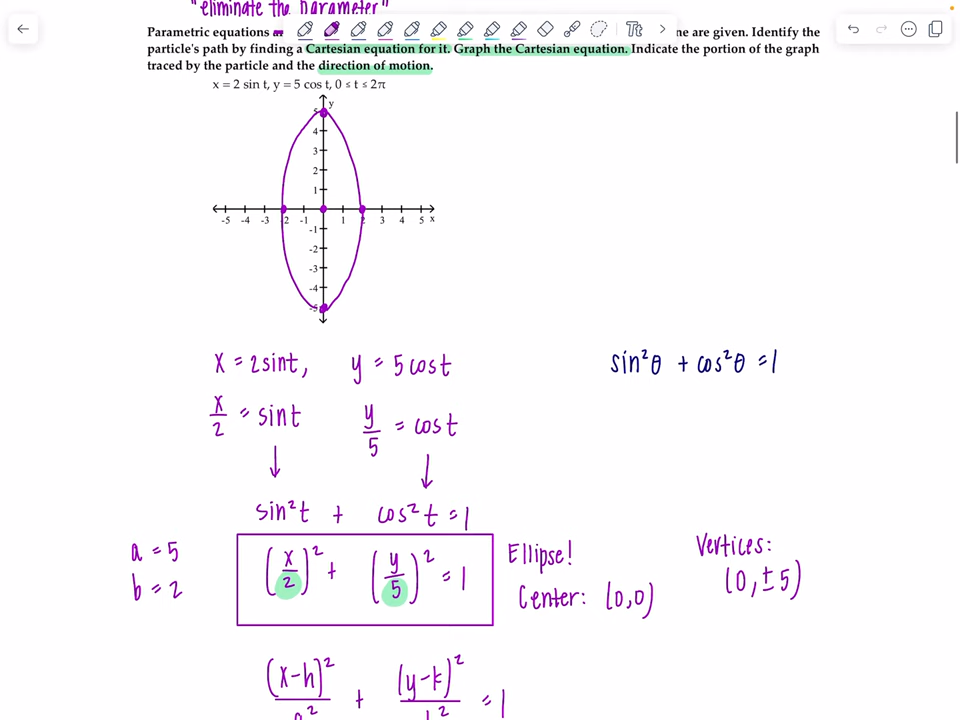 "eliminate the parameter"
Parametric equations ne are given. Identify the
particle's path by finding a Cartesian equation for it. Graph the Cartesian equation. Indicate the portion of the graph
traced by the particle and the direction of motion.
x = 2 sin t, y = 5 cos t, 0 ≤ t ≤ 2π
y
5
4
3
2
1
-5 -4 -3 -2 -1 1 2 3 4 5 x
-1
-2
-3
-4
-5
x = 2sint, y = 5cost sin²θ + cos²θ = 1
x/2 = sint y/5 = cost
sin²t + cos²t = 1
a = 5
b = 2
(x/2)² + (y/5)² = 1
Ellipse!
Center: (0,0)
Vertices:
(0, ±5)
(x-h)²/a² + (y-k)²/b² = 1